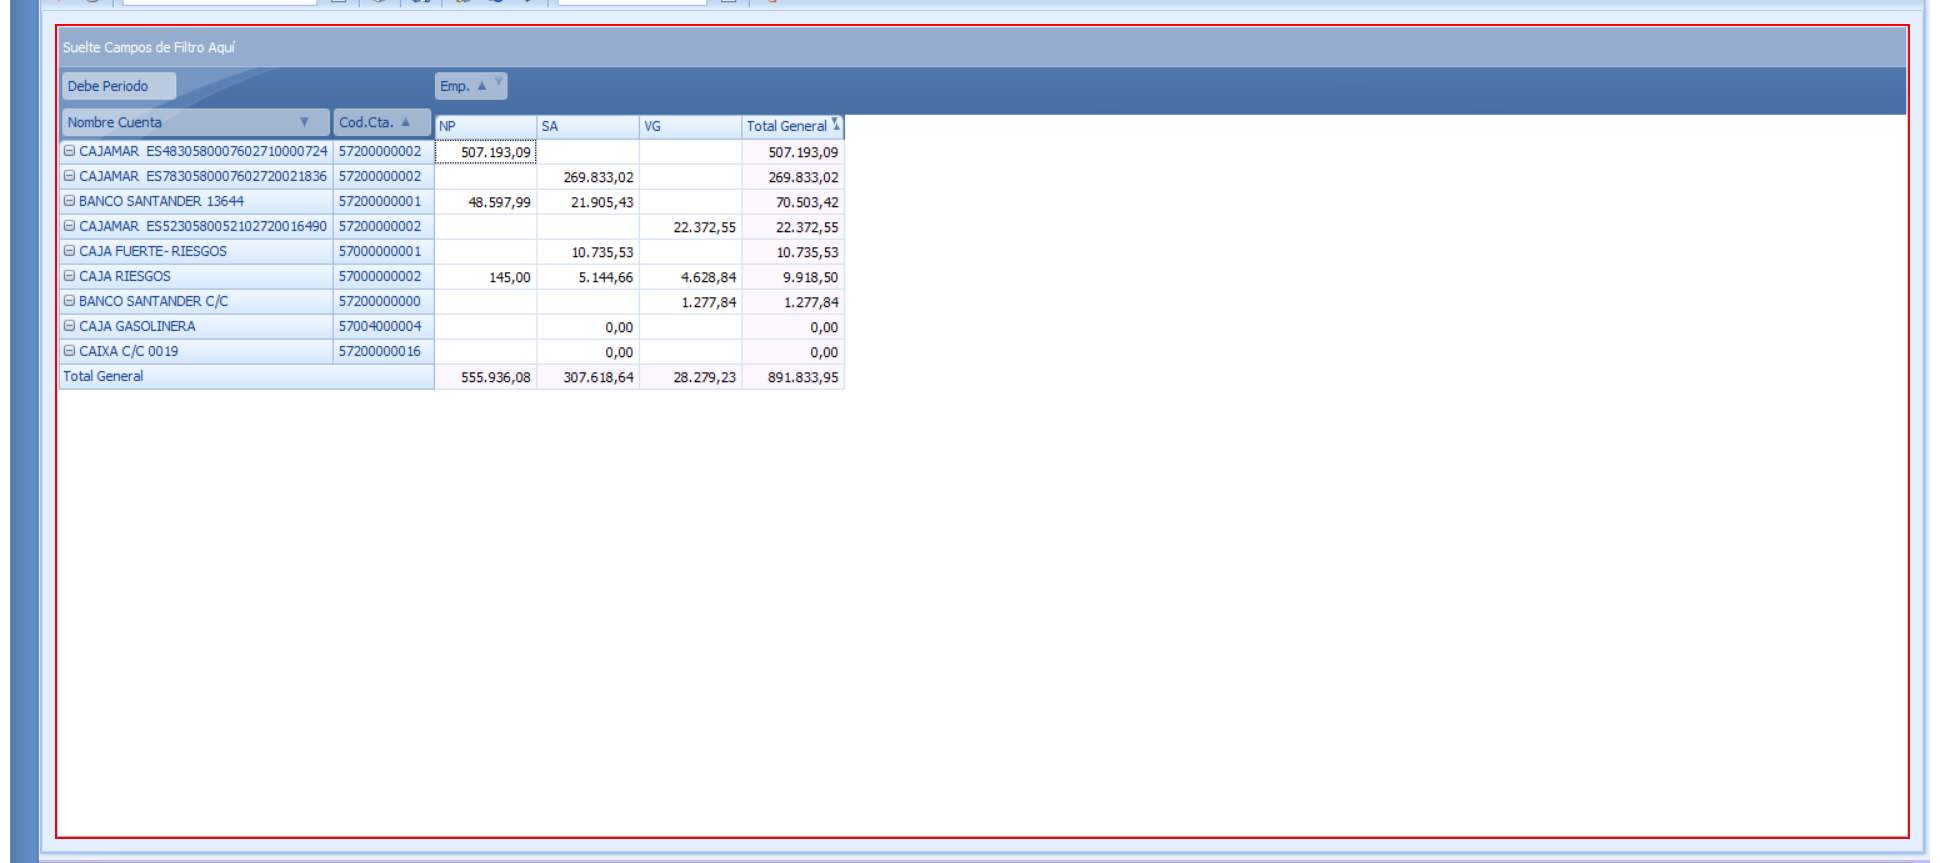 Suelte Campos de Filtro Aquí
Debe Periodo Emp.
Nombre Cuenta Cod.Cta. NP SA VG Total General
CAJAMAR ES4830580007602710000724 57200000002 507.193,09 507.193,09
CAJAMAR ES7830580007602720021836 57200000002 269.833,02 269.833,02
BANCO SANTANDER 13644 57200000001 48.597,99 21.905,43 70.503,42
CAJAMAR ES5230580052102720016490 57200000002 22.372,55 22.372,55
CAJA FUERTE- RIESGOS 57000000001 10.735,53 10.735,53
CAJA RIESGOS 57000000002 145,00 5.144,66 4.628,84 9.918,50
BANCO SANTANDER C/C 57200000000 1.277,84 1.277,84
CAJA GASOLINERA 57004000004 0,00 0,00
CAIXA C/C 0019 57200000016 0,00 0,00
Total General 555.936,08 307.618,64 28.279,23 891.833,95